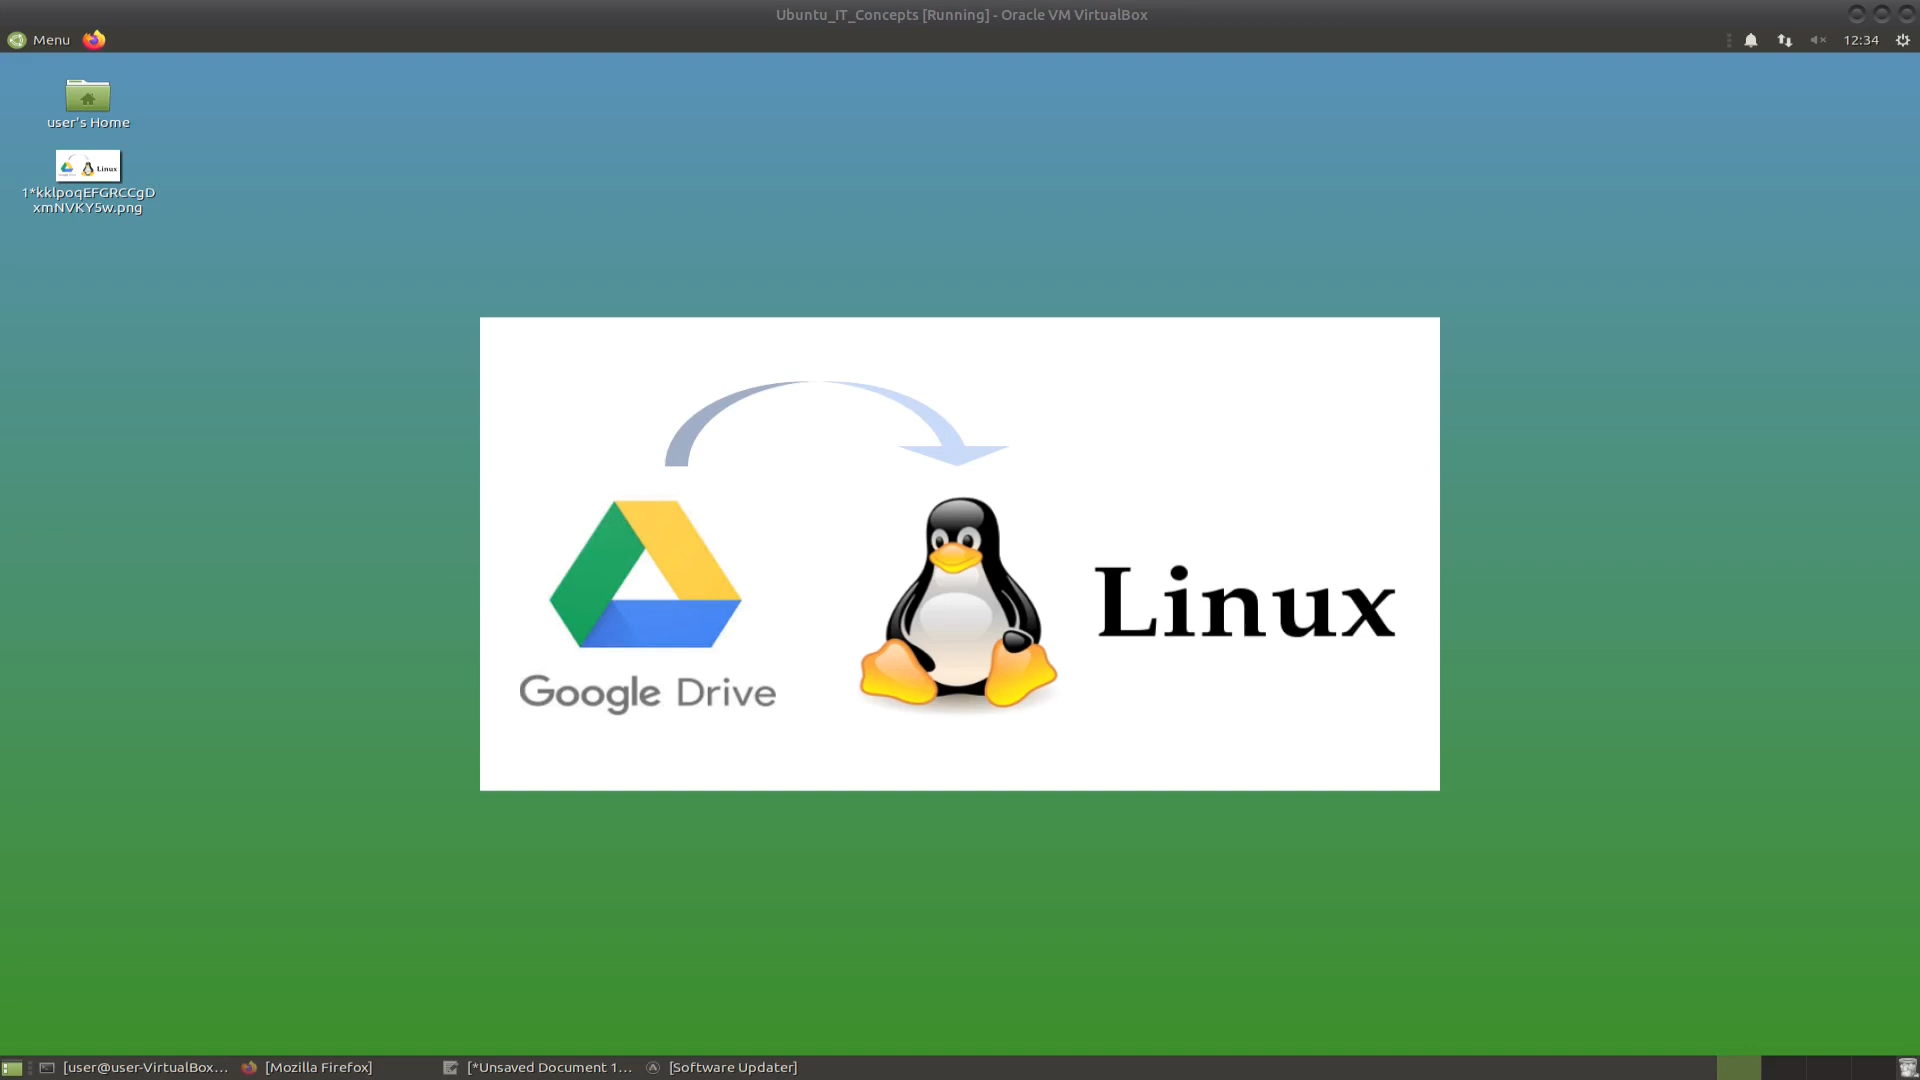 Ubuntu_IT_Concepts [Running] - Oracle VM VirtualBox
Menu
12:34
user's Home
Linux
1*kklpoqEFGRCCgD
xmNVKY5w.png
Linux
Google Drive
[user@user-VirtualBox...
[Mozilla Firefox]
[*Unsaved Document 1...
[Software Updater]